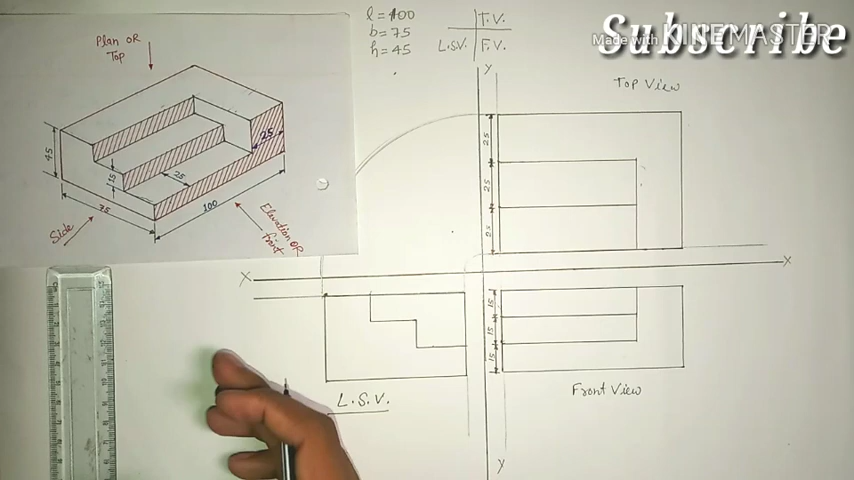 Subscribe
Made with KINEMASTER
l = 100
b = 75
h = 45
T.V.
L.S.V. F.V.
Plan OR
Top
45
15
25
25
75
100
Side
Elevation OR
front
Y
Top View
25
25
25
X
X
15
15
15
L.S.V.
Front View
Y